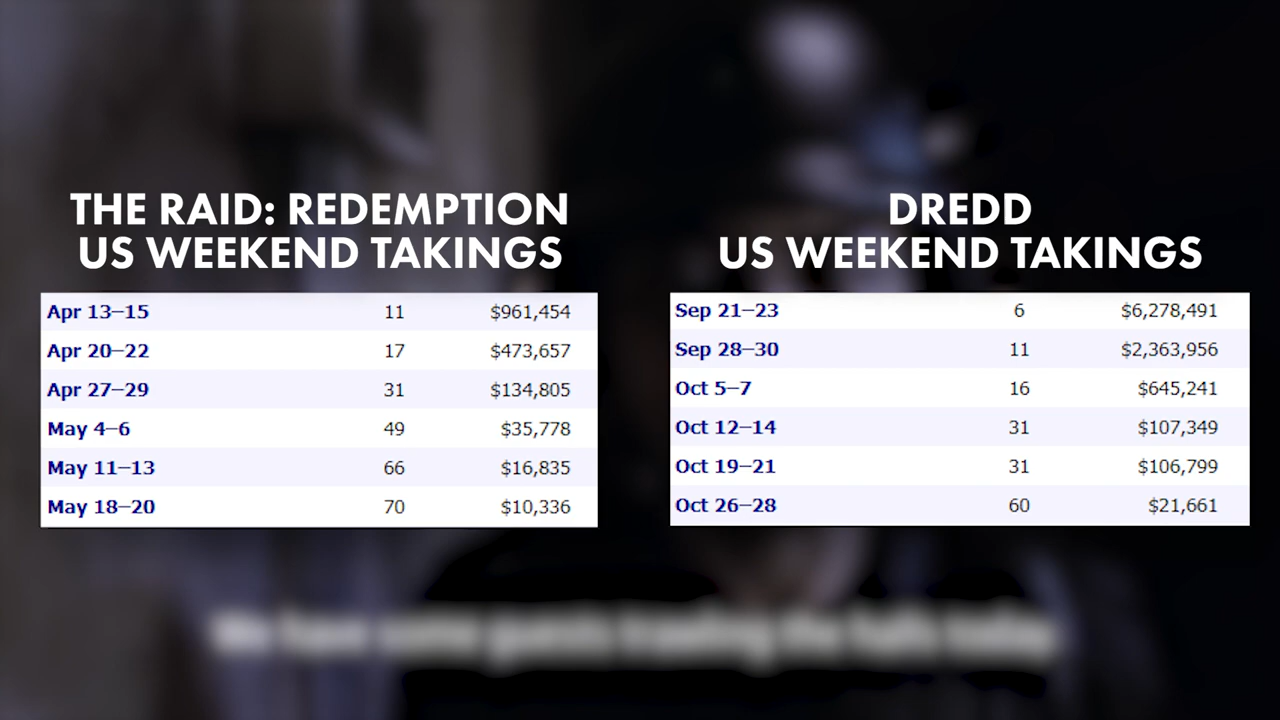 THE RAID: REDEMPTION
US WEEKEND TAKINGS
Apr 13–15 11 $961,454
Apr 20–22 17 $473,657
Apr 27–29 31 $134,805
May 4–6 49 $35,778
May 11–13 66 $16,835
May 18–20 70 $10,336
DREDD
US WEEKEND TAKINGS
Sep 21–23 6 $6,278,491
Sep 28–30 11 $2,363,956
Oct 5–7 16 $645,241
Oct 12–14 31 $107,349
Oct 19–21 31 $106,799
Oct 26–28 60 $21,661